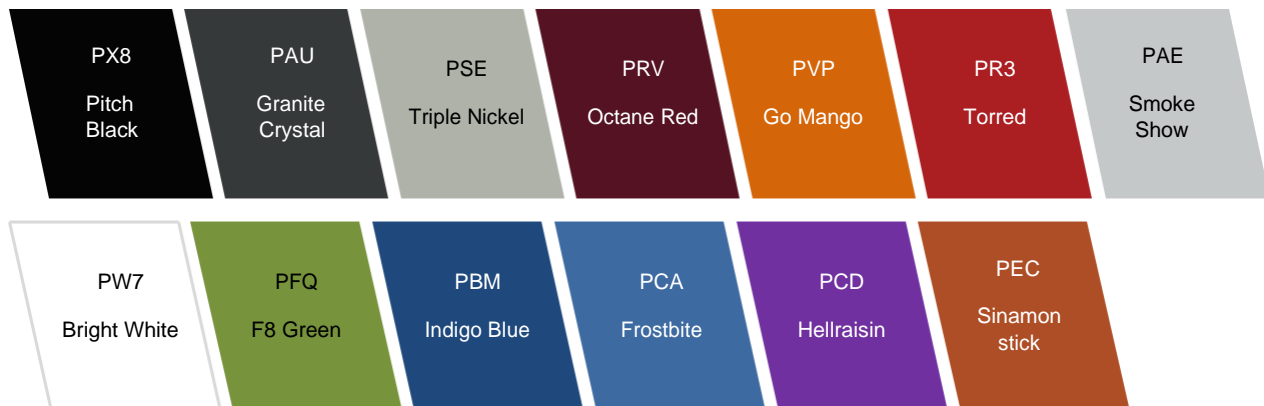 PX8
Pitch
Black
PAU
Granite
Crystal
PSE
Triple Nickel
PRV
Octane Red
PVP
Go Mango
PR3
Torred
PAE
Smoke
Show
PW7
Bright White
PFQ
F8 Green
PBM
Indigo Blue
PCA
Frostbite
PCD
Hellraisin
PEC
Sinamon
stick